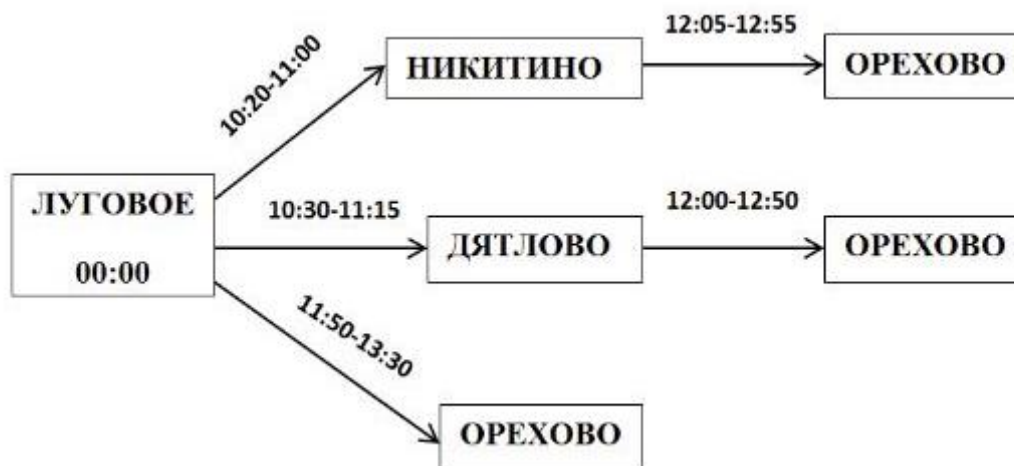 12:05-12:55
10:20-11:00
НИКИТИНО
ОРЕХОВО
ЛУГОВОЕ
00:00
10:30-11:15
ДЯТЛОВО
12:00-12:50
ОРЕХОВО
11:50-13:30
ОРЕХОВО